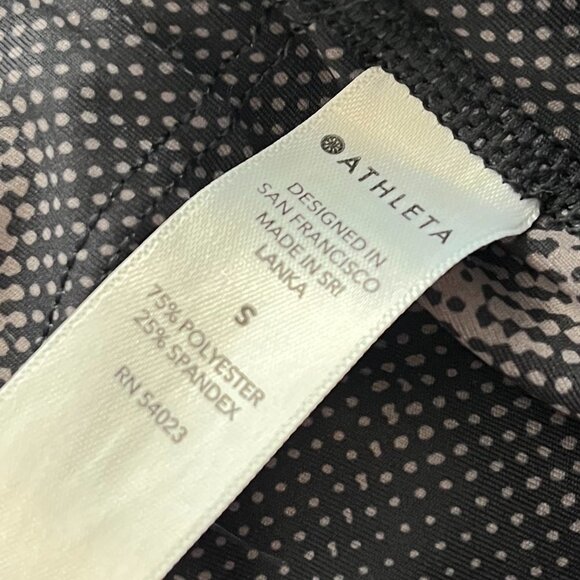 ATHLETA
DESIGNED IN
SAN FRANCISCO
MADE IN SRI
LANKA
S
75% POLYESTER
25% SPANDEX
RN 54023